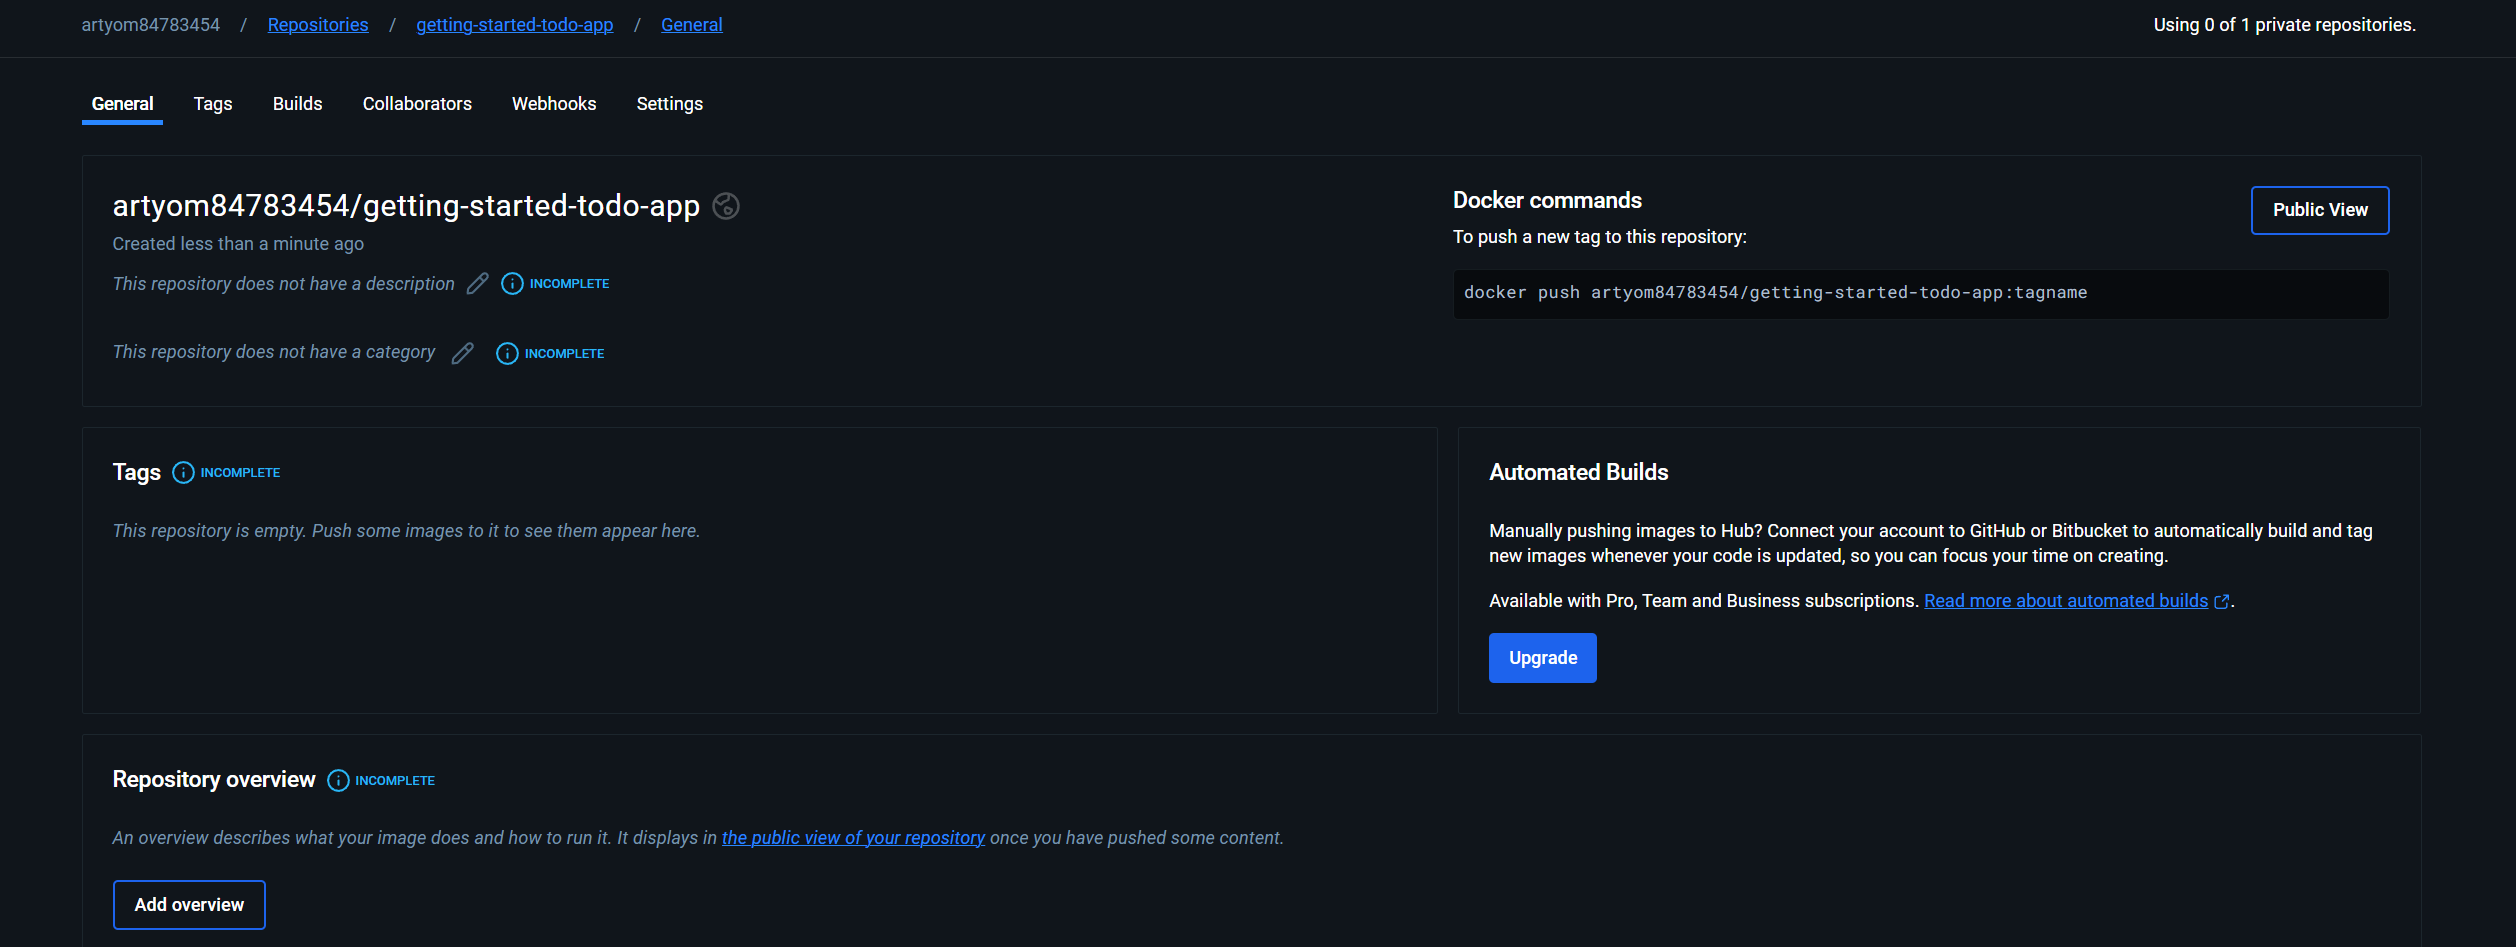 artyom84783454 / Repositories / getting-started-todo-app / General
Using 0 of 1 private repositories.
General Tags Builds Collaborators Webhooks Settings
artyom84783454/getting-started-todo-app
Created less than a minute ago
This repository does not have a description INCOMPLETE
This repository does not have a category INCOMPLETE
Docker commands
Public View
To push a new tag to this repository:
docker push artyom84783454/getting-started-todo-app:tagname
Tags INCOMPLETE
This repository is empty. Push some images to it to see them appear here.
Automated Builds
Manually pushing images to Hub? Connect your account to GitHub or Bitbucket to automatically build and tag
new images whenever your code is updated, so you can focus your time on creating.
Available with Pro, Team and Business subscriptions. Read more about automated builds.
Upgrade
Repository overview INCOMPLETE
An overview describes what your image does and how to run it. It displays in the public view of your repository once you have pushed some content.
Add overview